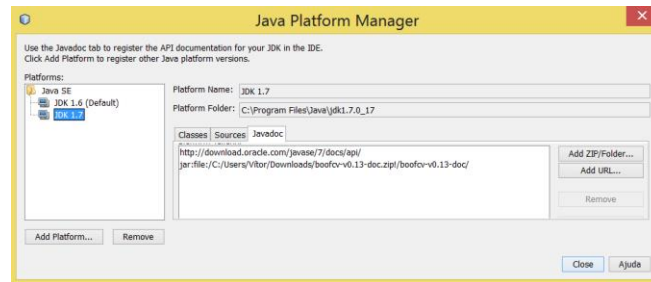 Java Platform Manager
Use the Javadoc tab to register the API documentation for your JDK in the IDE.
Click Add Platform to register other Java platform versions.
Platforms:
Java SE
JDK 1.6 (Default)
JDK 1.7
Platform Name: JDK 1.7
Platform Folder: C:\Program Files\Java\jdk1.7.0_17
Classes Sources Javadoc
http://download.oracle.com/javase/7/docs/api/
jar:file:/C:/Users/Vítor/Downloads/boofcv-v0.13-doc.zip!/boofcv-v0.13-doc/
Add ZIP/Folder...
Add URL...
Remove
Add Platform... Remove
Close Ajuda